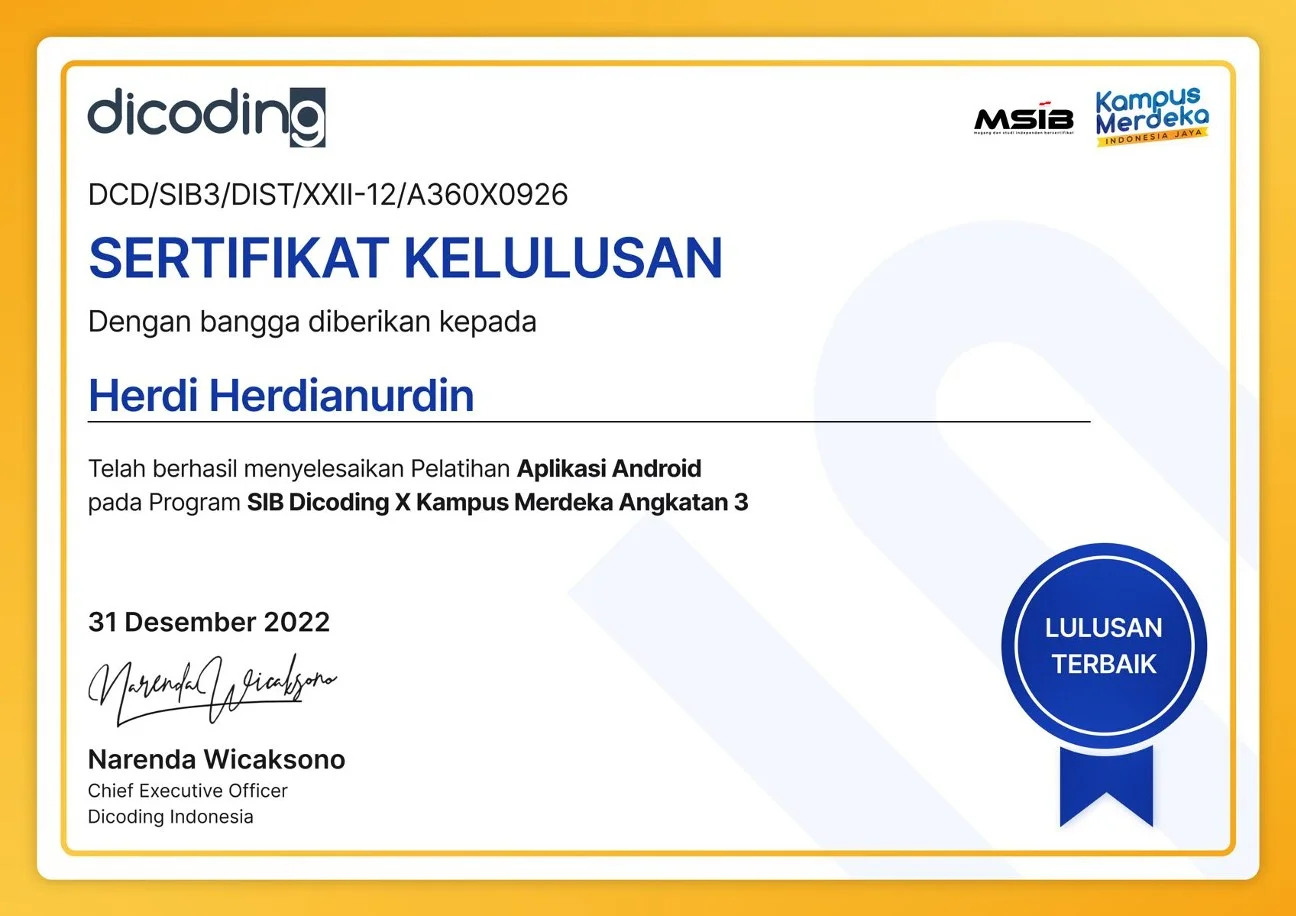 dicoding
MSIB
Kampus
Merdeka
INDONESIA JAYA
DCD/SIB3/DIST/XXII-12/A360X0926
SERTIFIKAT KELULUSAN
Dengan bangga diberikan kepada
Herdi Herdianurdin
Telah berhasil menyelesaikan Pelatihan Aplikasi Android
pada Program SIB Dicoding X Kampus Merdeka Angkatan 3
31 Desember 2022
Narenda Wicaksono
Narenda Wicaksono
Chief Executive Officer
Dicoding Indonesia
LULUSAN
TERBAIK